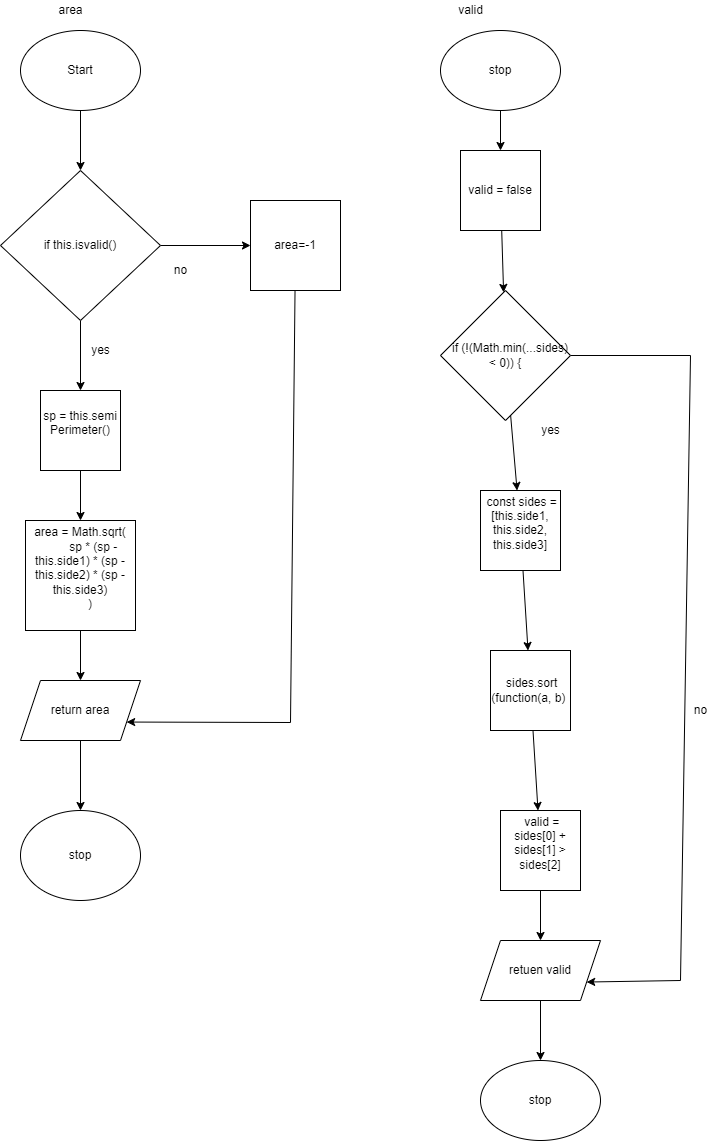 area
Start
if this.isvalid()
no
area=-1
yes
sp = this.semi
Perimeter()
area = Math.sqrt(
sp * (sp -
this.side1) * (sp -
this.side2) * (sp -
this.side3)
)
return area
stop
valid
stop
valid = false
if (!(Math.min(...sides)
< 0)) {
yes
const sides =
[this.side1,
this.side2,
this.side3]
sides.sort
(function(a, b)
no
valid =
sides[0] +
sides[1] >
sides[2]
retuen valid
stop